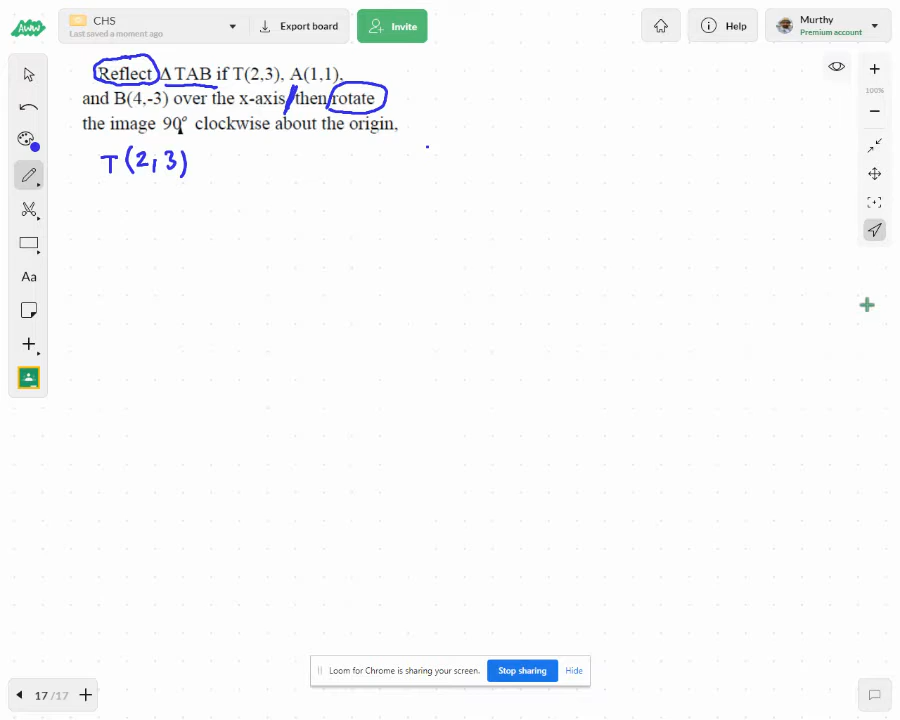 AWW
CHS
Last saved a moment ago
Export board
Invite
Help
Murthy
Premium account
Reflect Δ TAB if T(2,3), A(1,1),
and B(4,-3) over the x-axis, then rotate
the image 90° clockwise about the origin,
T(2,3)
100%
Aa
Loom for Chrome is sharing your screen.
Stop sharing
Hide
17 /17